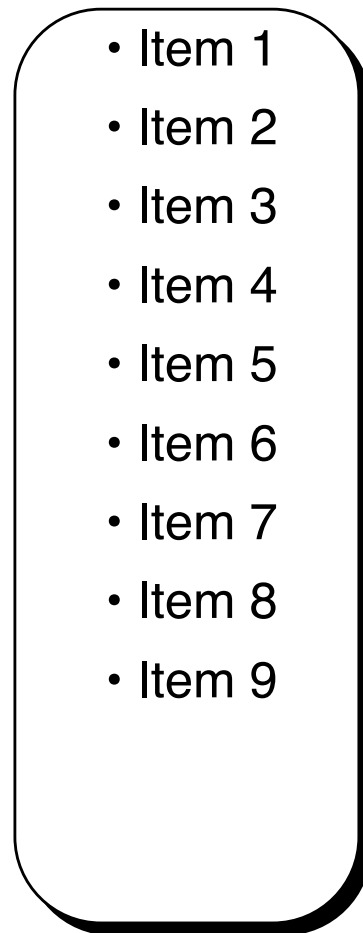 • Item 1
• Item 2
• Item 3
• Item 4
• Item 5
• Item 6
• Item 7
• Item 8
• Item 9